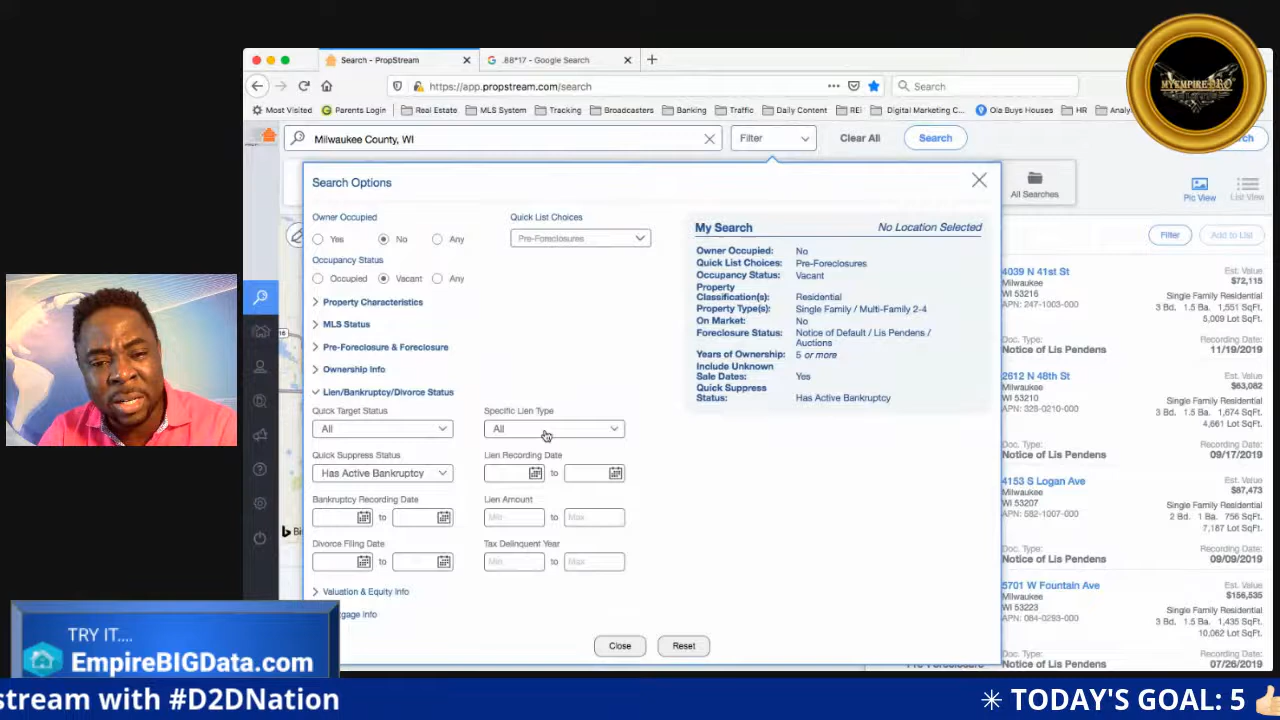 Search - PropStream
.88*17 - Google Search
https://app.propstream.com/search
Search
Most Visited
Parents Login
Real Estate
MLS System
Tracking
Broadcasters
Banking
Traffic
Daily Content
REI
Digital Marketing C...
Ola Buys Houses
HR
MYEMPIREPRO
Milwaukee County, WI
Filter
Clear All
Search
All Searches
Pic View
List View
Filter
Add to List
Search Options
Owner Occupied
Yes
No
Any
Quick List Choices
Pre-Foreclosures
Occupancy Status
Occupied
Vacant
Any
Property Characteristics
MLS Status
Pre-Foreclosure & Foreclosure
Ownership Info
Lien/Bankruptcy/Divorce Status
Quick Target Status
All
Specific Lien Type
All
Quick Suppress Status
Has Active Bankruptcy
Lien Recording Date
to
Bankruptcy Recording Date
to
Lien Amount
Min to Max
Divorce Filing Date
to
Tax Delinquent Year
Min to Max
Valuation & Equity Info
gage Info
Close
Reset
My Search
No Location Selected
Owner Occupied: No
Quick List Choices: Pre-Foreclosures
Occupancy Status: Vacant
Property
Classification(s): Residential
Property Type(s): Single Family / Multi-Family 2-4
On Market: No
Foreclosure Status: Notice of Default / Lis Pendens /
Auctions
Years of Ownership: 5 or more
Include Unknown
Sale Dates: Yes
Quick Suppress
Status: Has Active Bankruptcy
4039 N 41st St
Est. Value
Milwaukee
$72,115
WI 53216
Single Family Residential
APN: 247-1003-000
3 Bd. 1.5 Ba. 1,551 SqFt.
5,009 Lot SqFt.
Doc. Type:
Recording Date:
Notice of Lis Pendens
11/19/2019
2612 N 48th St
Est. Value
Milwaukee
$63,082
WI 53210
Single Family Residential
APN: 328-0210-000
3 Bd. 1.5 Ba. 1,674 SqFt.
4,661 Lot SqFt.
Doc. Type:
Recording Date:
Notice of Lis Pendens
09/17/2019
4153 S Logan Ave
Est. Value
Milwaukee
$87,473
WI 53207
Single Family Residential
APN: 582-1007-000
2 Bd. 1 Ba. 756 SqFt.
7,187 Lot SqFt.
Doc. Type:
Recording Date:
Notice of Lis Pendens
09/09/2019
5701 W Fountain Ave
Est. Value
Milwaukee
$156,535
WI 53223
Single Family Residential
APN: 084-0293-000
3 Bd. 1.5 Ba. 1,435 SqFt.
10,062 Lot SqFt.
Doc. Type:
Recording Date:
Notice of Lis Pendens
07/26/2019
TRY IT....
EmpireBIGData.com
stream with #D2DNation
✳ TODAY'S GOAL: 5 👍🏻